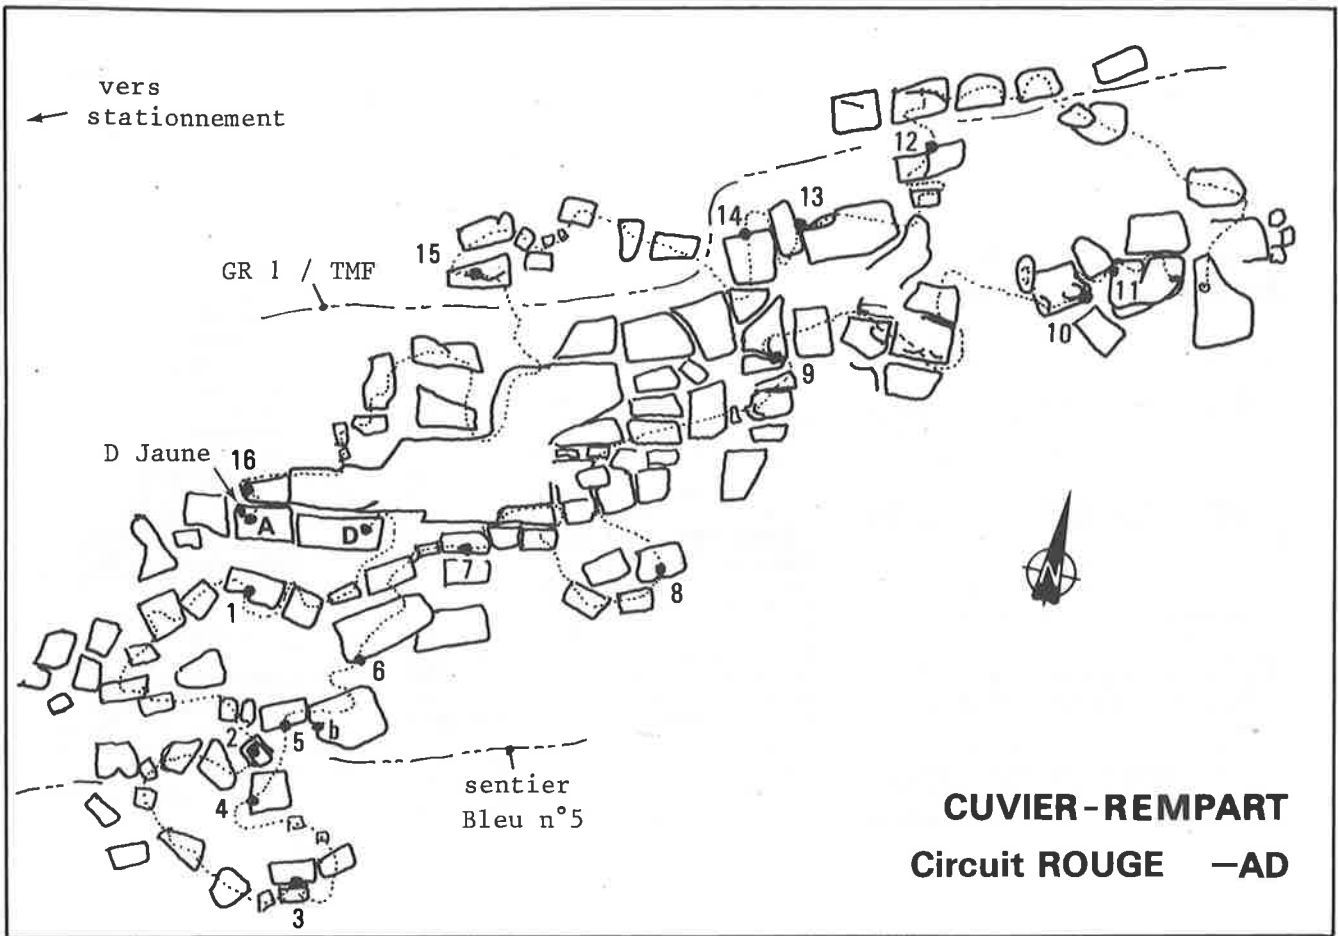 vers
← stationnement
12
13
14
15
GR 1 / TMF
11
10
9
D Jaune
16
A
D
7
8
1
6
2
5
b
4
sentier
Bleu n°5
3
N
CUVIER-REMPART
Circuit ROUGE —AD